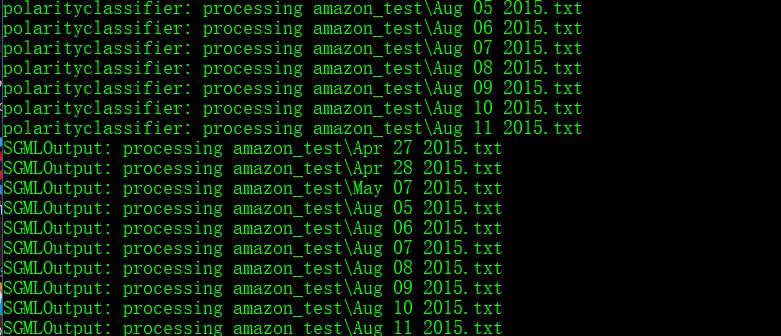 polarityclassifier: processing amazon_test\Aug 05 2015.txt
polarityclassifier: processing amazon_test\Aug 06 2015.txt
polarityclassifier: processing amazon_test\Aug 07 2015.txt
polarityclassifier: processing amazon_test\Aug 08 2015.txt
polarityclassifier: processing amazon_test\Aug 09 2015.txt
polarityclassifier: processing amazon_test\Aug 10 2015.txt
polarityclassifier: processing amazon_test\Aug 11 2015.txt
SGMLOutput: processing amazon_test\Apr 27 2015.txt
SGMLOutput: processing amazon_test\Apr 28 2015.txt
SGMLOutput: processing amazon_test\May 07 2015.txt
SGMLOutput: processing amazon_test\Aug 05 2015.txt
SGMLOutput: processing amazon_test\Aug 06 2015.txt
SGMLOutput: processing amazon_test\Aug 07 2015.txt
SGMLOutput: processing amazon_test\Aug 08 2015.txt
SGMLOutput: processing amazon_test\Aug 09 2015.txt
SGMLOutput: processing amazon_test\Aug 10 2015.txt
SGMLOutput: processing amazon_test\Aug 11 2015.txt